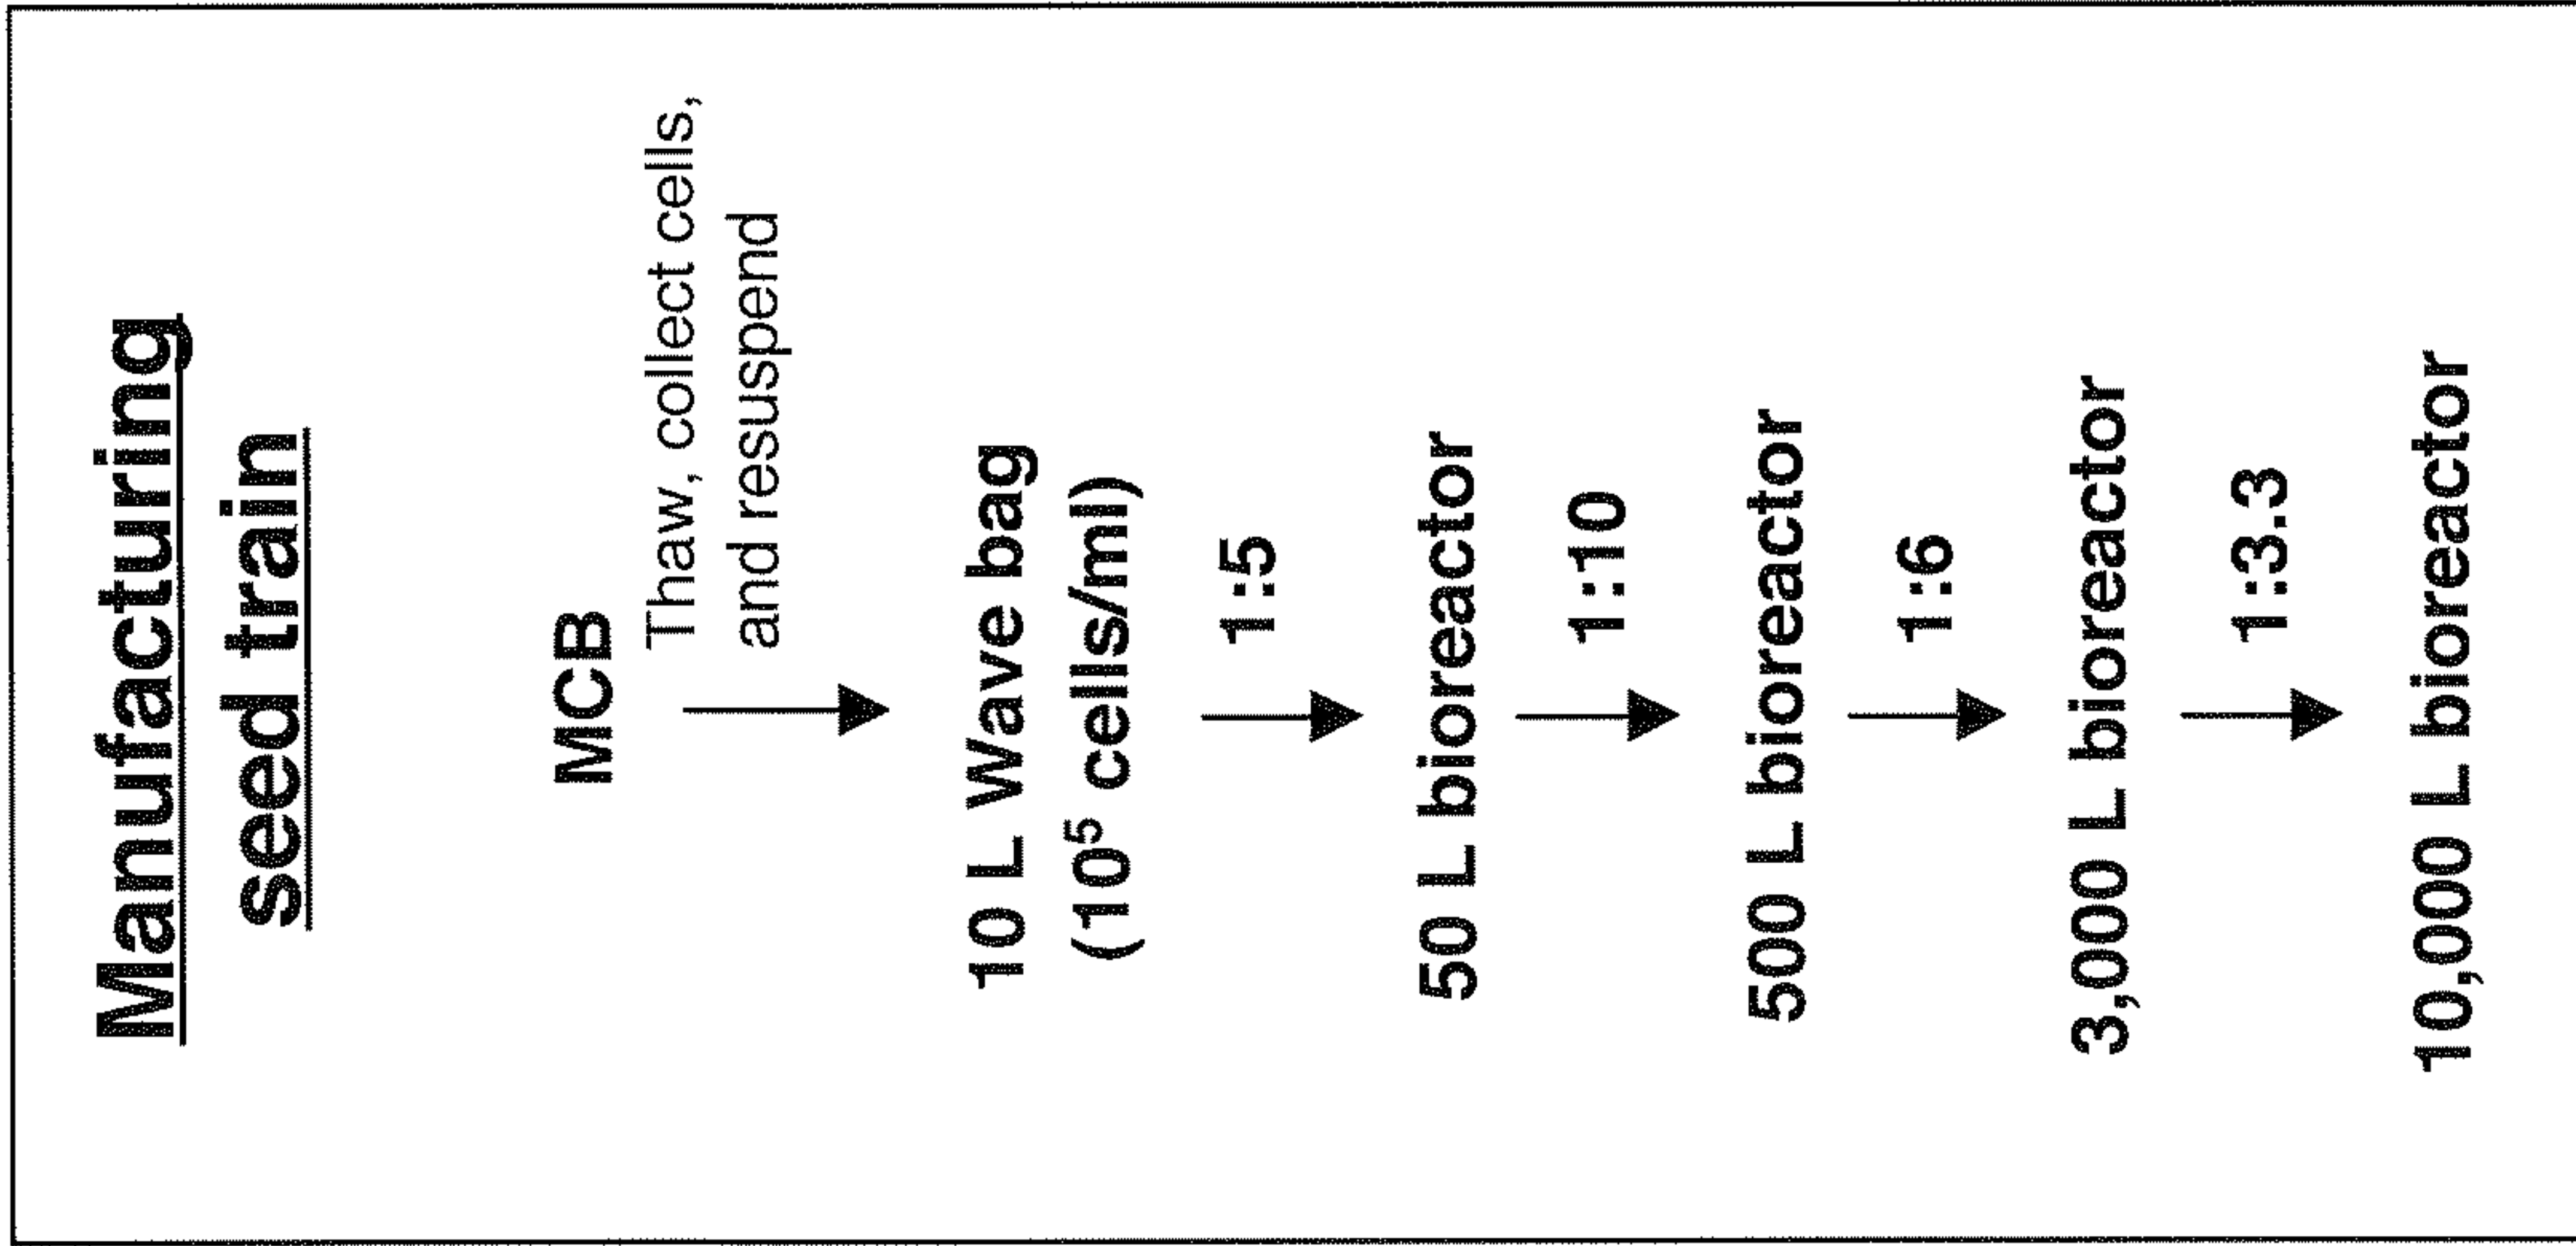 Manufacturing
seed train
MCB
Thaw, collect cells,
and resuspend
10 L Wave bag
(10⁵ cells/ml)
1:5
50 L bioreactor
1:10
500 L bioreactor
1:6
3,000 L bioreactor
1:3.3
10,000 L bioreactor